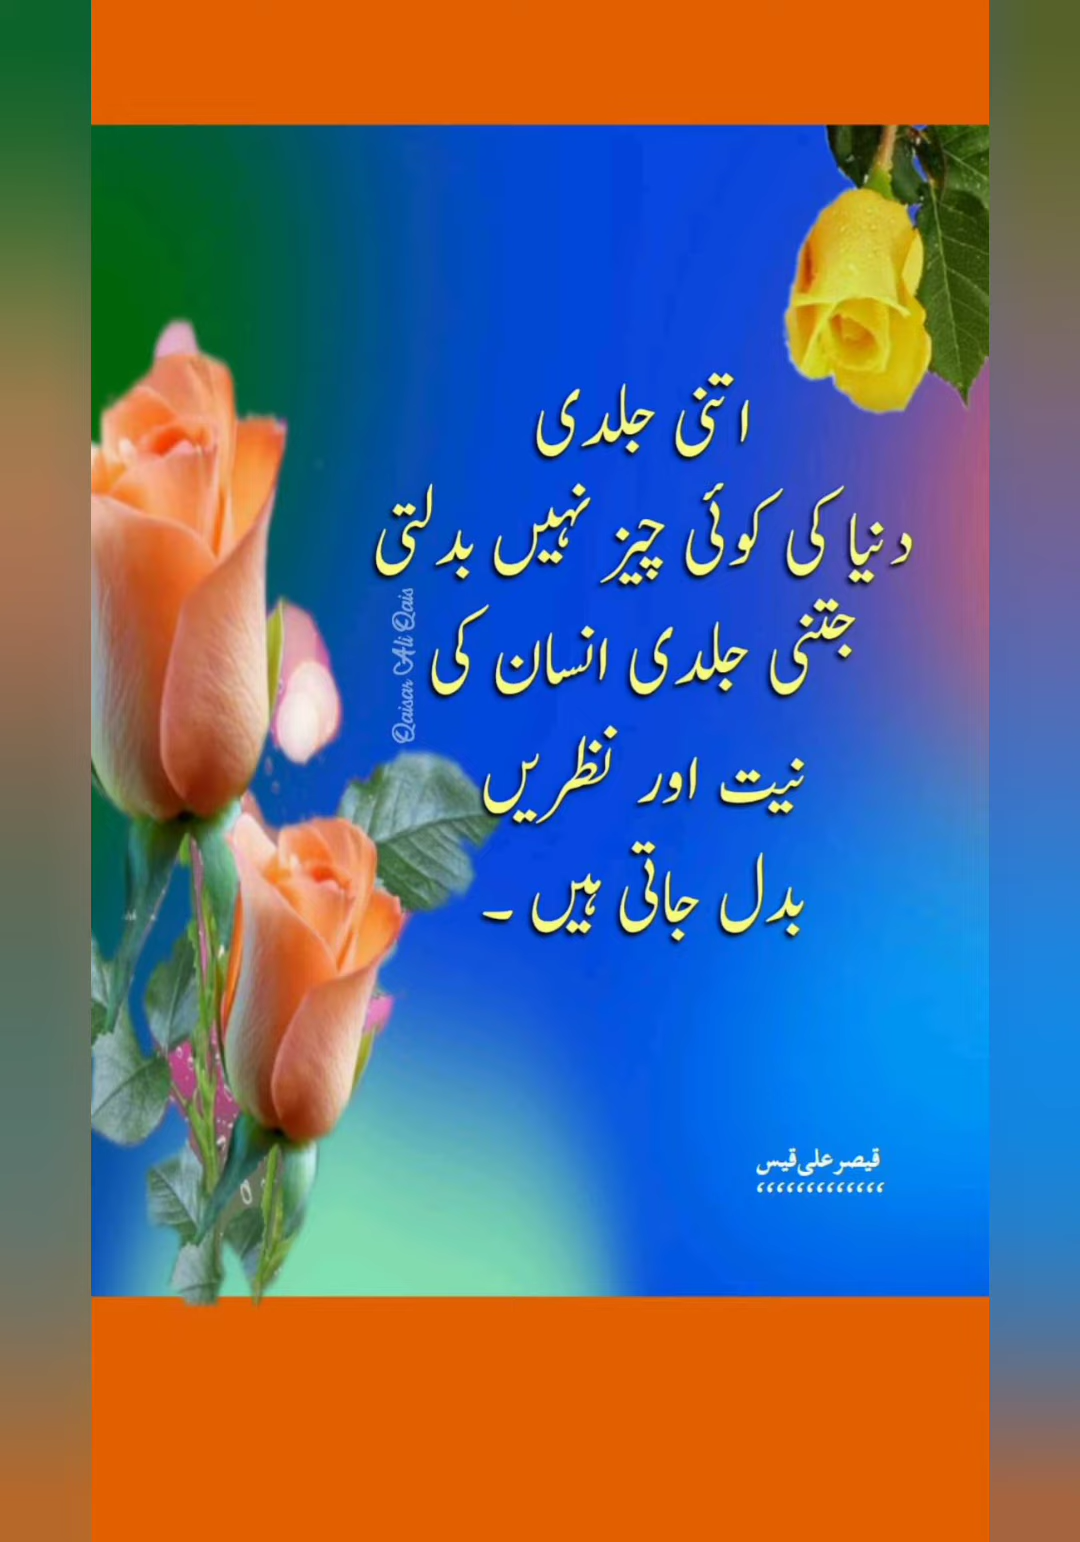 اتنی جلدی
دنیا کی کوئی چیز نہیں بدلتی
جتنی جلدی انسان کی
نیت اور نظریں
بدل جاتی ہیں ۔
Qaisar Ali Qais
قیصر علی قیس
،،،،،،،،،،،،،